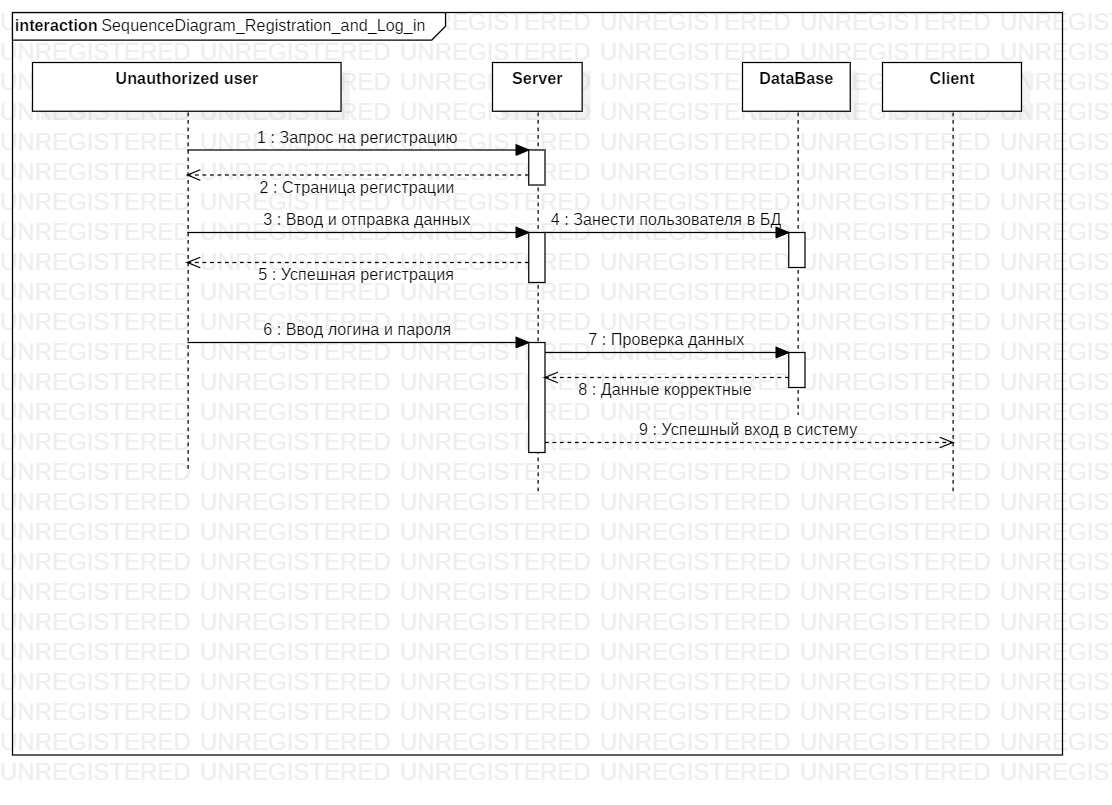 interaction SequenceDiagram_Registration_and_Log_in
Unauthorized user
Server
DataBase
Client
1 : Запрос на регистрацию
2 : Страница регистрации
3 : Ввод и отправка данных
4 : Занести пользователя в БД
5 : Успешная регистрация
6 : Ввод логина и пароля
7 : Проверка данных
8 : Данные корректные
9 : Успешный вход в систему
UNREGISTERED